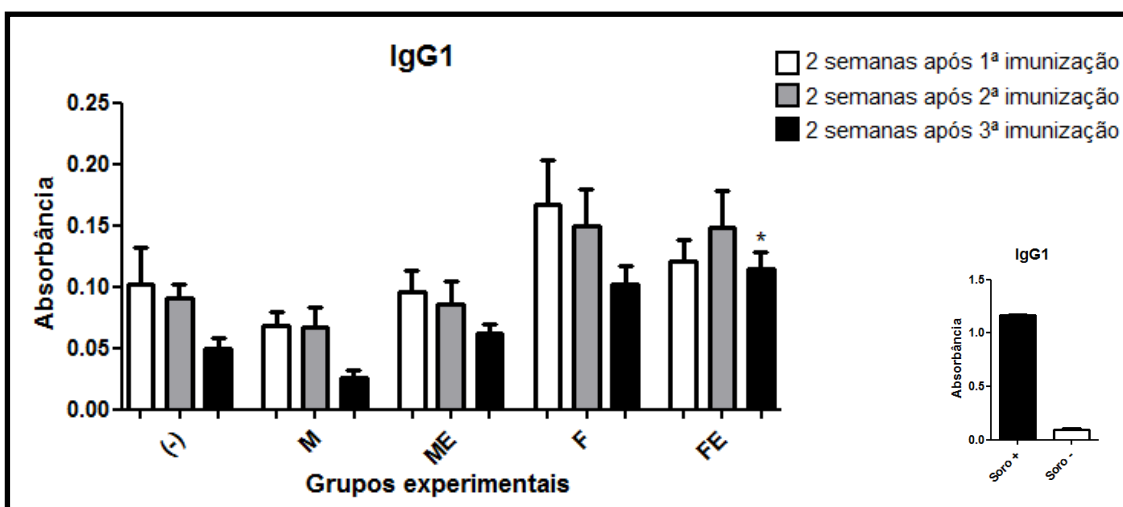 IgG1
2 semanas após 1ª imunização
2 semanas após 2ª imunização
2 semanas após 3ª imunização
Absorbância
0.25
0.20
0.15
0.10
0.05
0.00
*
(-)
M
ME
F
FE
Grupos experimentais
IgG1
Absorbância
1.5
1.0
0.5
0.0
Soro +
Soro -